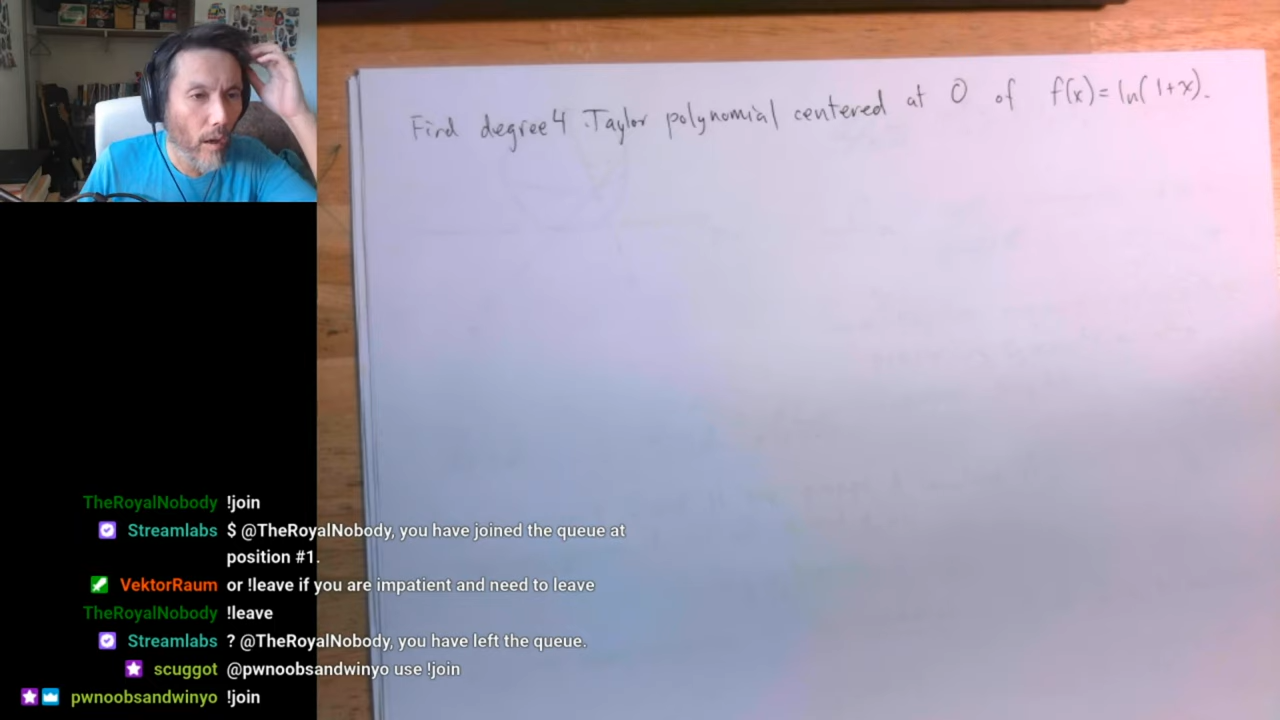 Find degree 4 Taylor polynomial centered at 0 of f(x) = ln(1+x).
TheRoyalNobody !join
Streamlabs $ @TheRoyalNobody, you have joined the queue at
position #1.
VektorRaum or !leave if you are impatient and need to leave
TheRoyalNobody !leave
Streamlabs ? @TheRoyalNobody, you have left the queue.
scuggot @pwnoobsandwinyo use !join
pwnoobsandwinyo !join